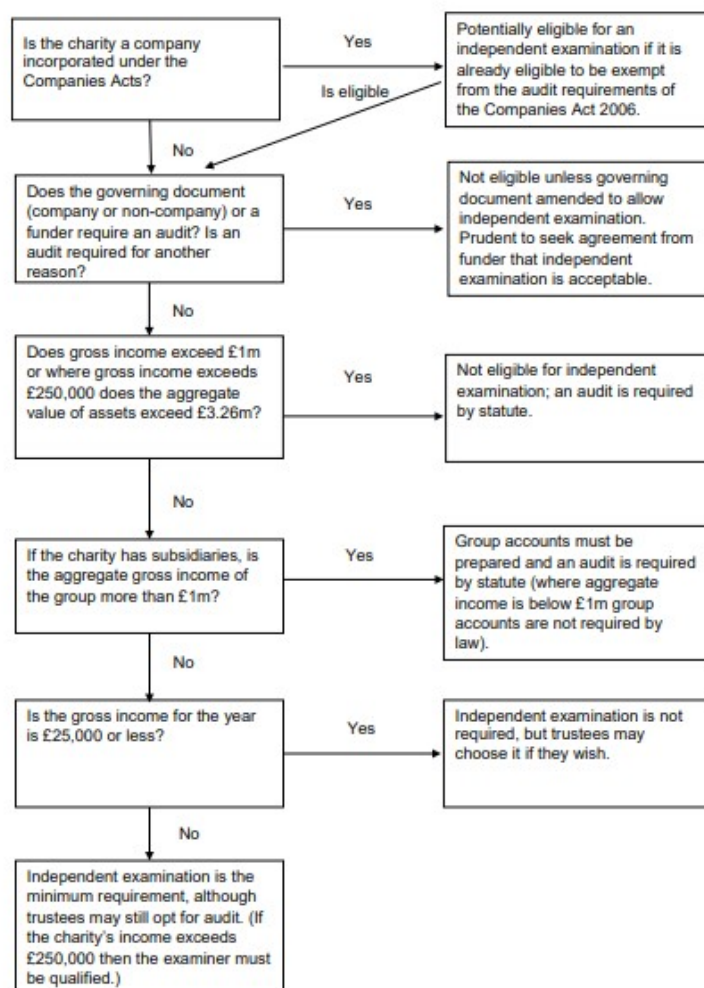 Is the charity a company
incorporated under the
Companies Acts?
Yes
Potentially eligible for an
independent examination if it is
already eligible to be exempt
from the audit requirements of
the Companies Act 2006.
Is eligible
No
Does the governing document
(company or non-company) or a
funder require an audit? Is an
audit required for another
reason?
Yes
Not eligible unless governing
document amended to allow
independent examination.
Prudent to seek agreement from
funder that independent
examination is acceptable.
No
Does gross income exceed £1m
or where gross income exceeds
£250,000 does the aggregate
value of assets exceed £3.26m?
Yes
Not eligible for independent
examination; an audit is required
by statute.
No
If the charity has subsidiaries, is
the aggregate gross income of
the group more than £1m?
Yes
Group accounts must be
prepared and an audit is required
by statute (where aggregate
income is below £1m group
accounts are not required by
law).
No
Is the gross income for the year
is £25,000 or less?
Yes
Independent examination is not
required, but trustees may
choose it if they wish.
No
Independent examination is the
minimum requirement, although
trustees may still opt for audit. (If
the charity's income exceeds
£250,000 then the examiner must
be qualified.)